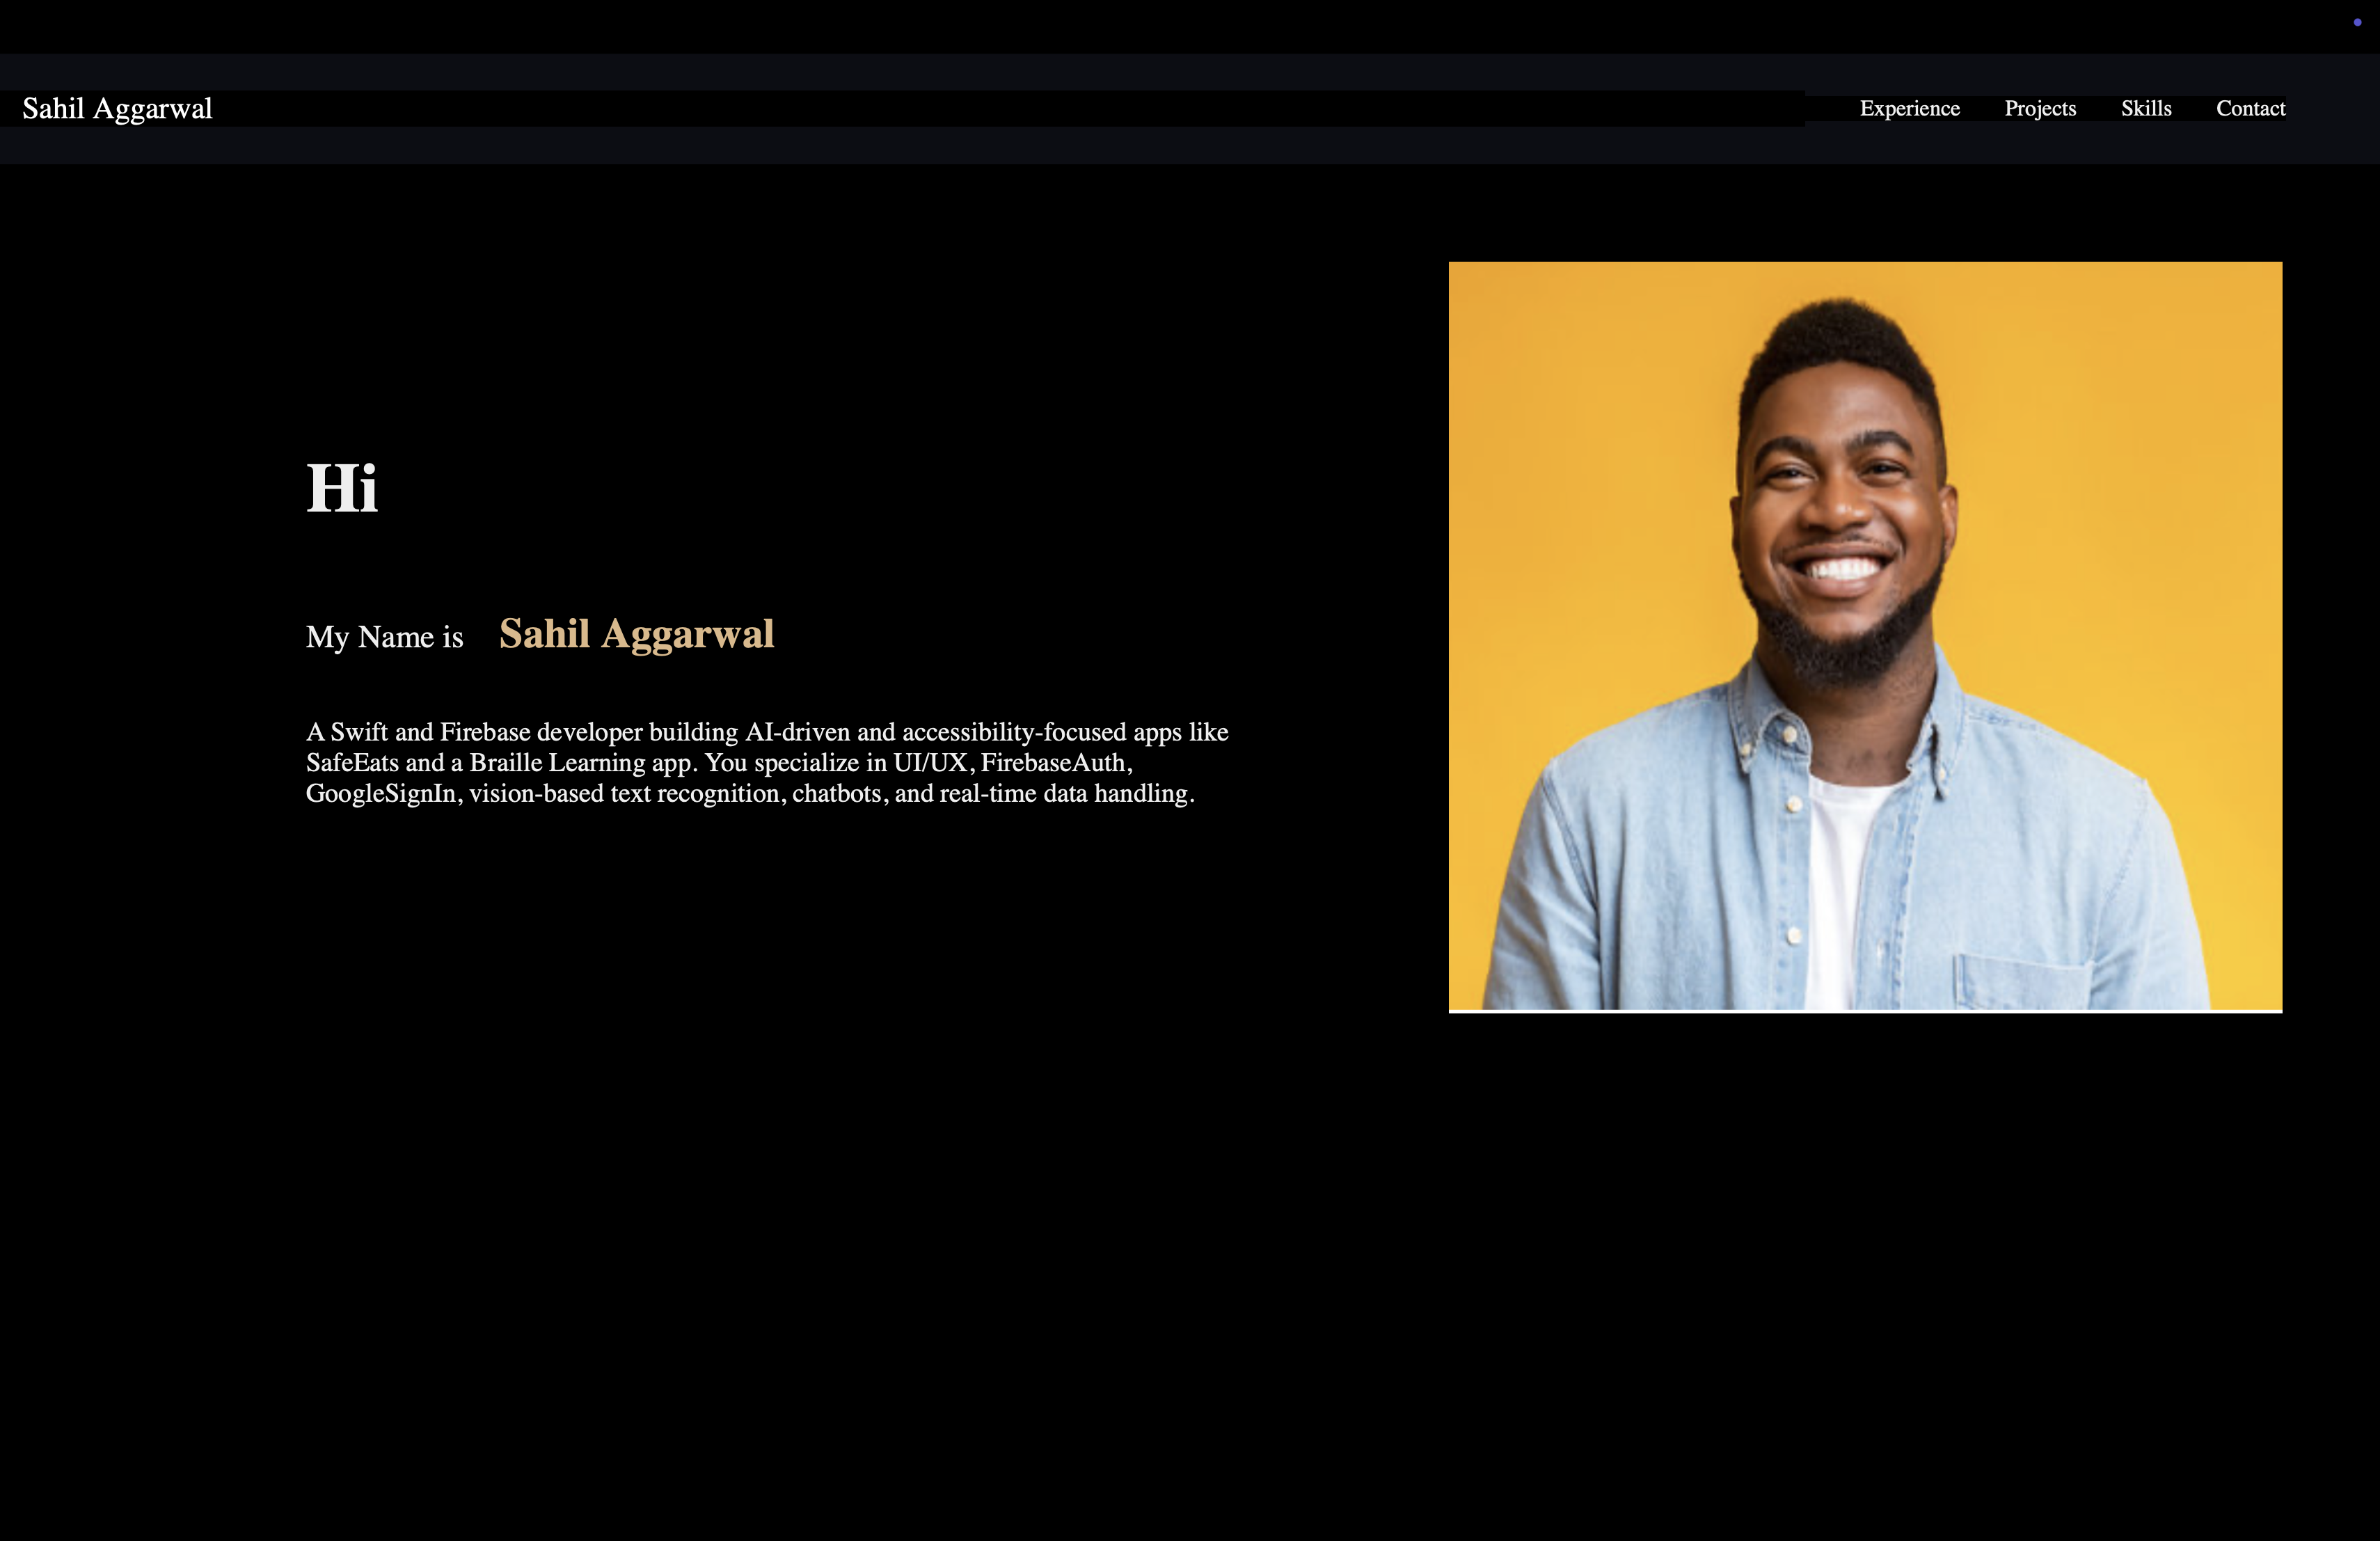 Sahil Aggarwal
Experience Projects Skills Contact
Hi
My Name is Sahil Aggarwal
A Swift and Firebase developer building AI-driven and accessibility-focused apps like
SafeEats and a Braille Learning app. You specialize in UI/UX, FirebaseAuth,
GoogleSignIn, vision-based text recognition, chatbots, and real-time data handling.